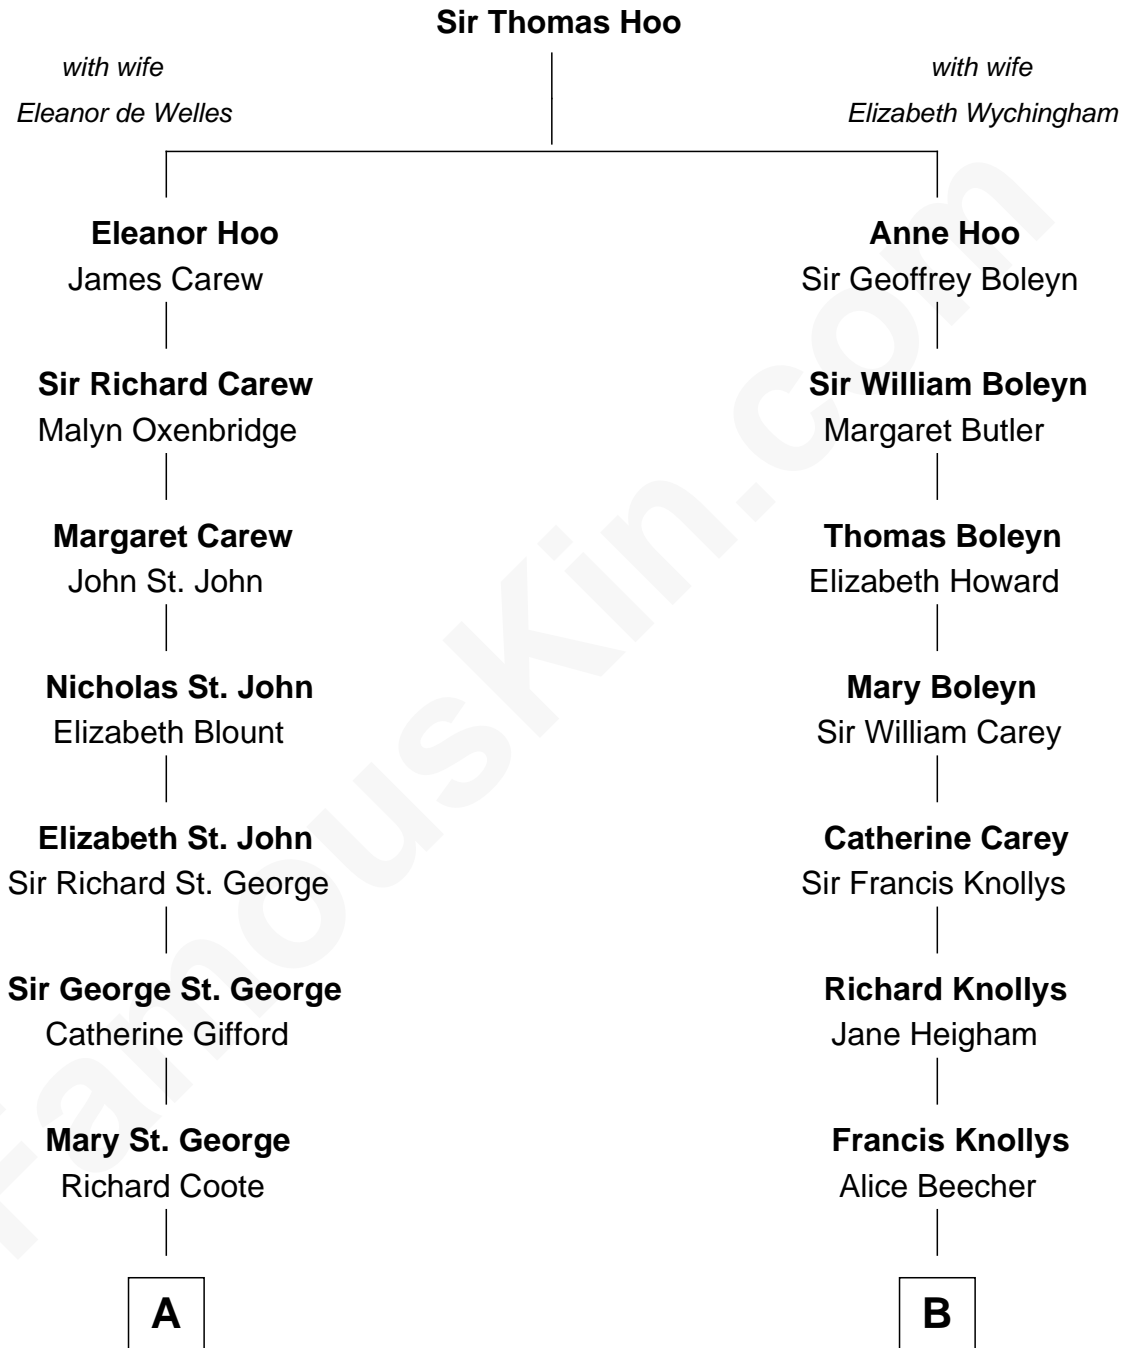 Sir Thomas Hoo
with wife
Eleanor de Welles
with wife
Elizabeth Wychingham
Eleanor Hoo
James Carew
Anne Hoo
Sir Geoffrey Boleyn
Sir Richard Carew
Malyn Oxenbridge
Sir William Boleyn
Margaret Butler
Margaret Carew
John St. John
Thomas Boleyn
Elizabeth Howard
Nicholas St. John
Elizabeth Blount
Mary Boleyn
Sir William Carey
Elizabeth St. John
Sir Richard St. George
Catherine Carey
Sir Francis Knollys
Sir George St. George
Catherine Gifford
Richard Knollys
Jane Heigham
Mary St. George
Richard Coote
Francis Knollys
Alice Beecher
A
B
FamousKin.com